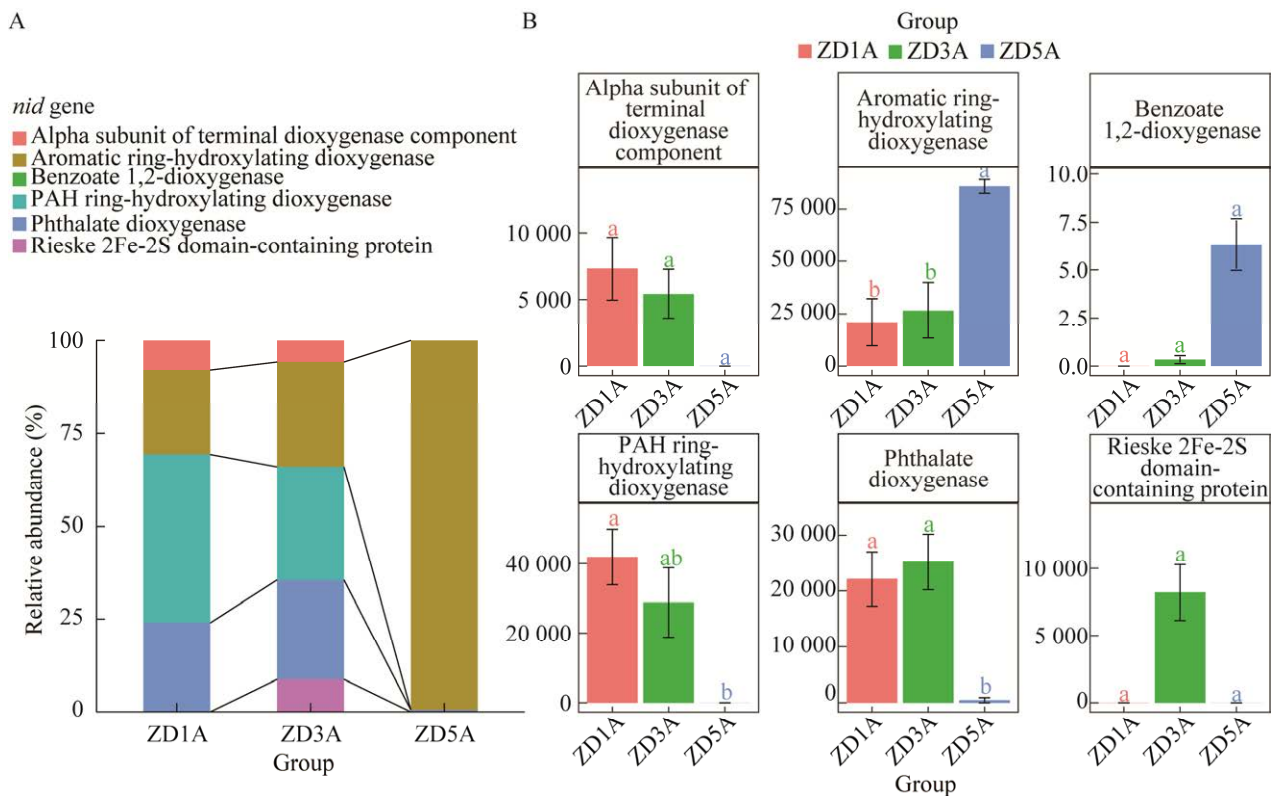 A
nid gene
Alpha subunit of terminal dioxygenase component
Aromatic ring-hydroxylating dioxygenase
Benzoate 1,2-dioxygenase
PAH ring-hydroxylating dioxygenase
Phthalate dioxygenase
Rieske 2Fe-2S domain-containing protein
Relative abundance (%)
100
75
50
25
0
ZD1A
ZD3A
ZD5A
Group
B
Group
ZD1A ZD3A ZD5A
Alpha subunit of
terminal
dioxygenase
component
10 000
5 000
0
a
a
a
ZD1A
ZD3A
ZD5A
Aromatic ring-
hydroxylating
dioxygenase
75 000
50 000
25 000
0
b
b
a
ZD1A
ZD3A
ZD5A
Benzoate
1,2-dioxygenase
10.0
7.5
5.0
2.5
0.0
a
a
a
ZD1A
ZD3A
ZD5A
PAH ring-
hydroxylating
dioxygenase
40 000
20 000
0
a
ab
b
ZD1A
ZD3A
ZD5A
Phthalate
dioxygenase
30 000
20 000
10 000
0
a
a
b
ZD1A
ZD3A
ZD5A
Rieske 2Fe-2S
domain-
containing protein
10 000
5 000
0
a
a
a
ZD1A
ZD3A
ZD5A
Group